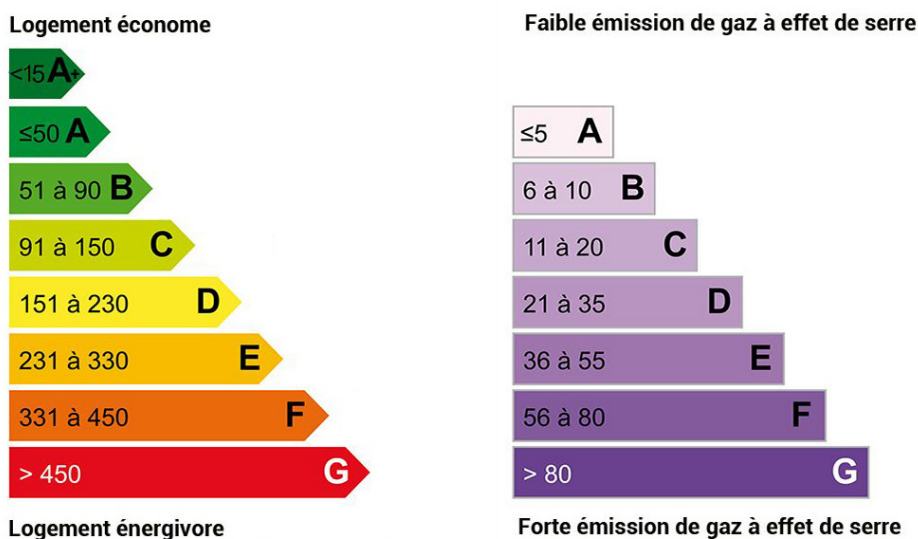 Logement économe
<15 A+
≤50 A
51 à 90 B
91 à 150 C
151 à 230 D
231 à 330 E
331 à 450 F
> 450 G
Logement énergivore
Faible émission de gaz à effet de serre
≤5 A
6 à 10 B
11 à 20 C
21 à 35 D
36 à 55 E
56 à 80 F
> 80 G
Forte émission de gaz à effet de serre